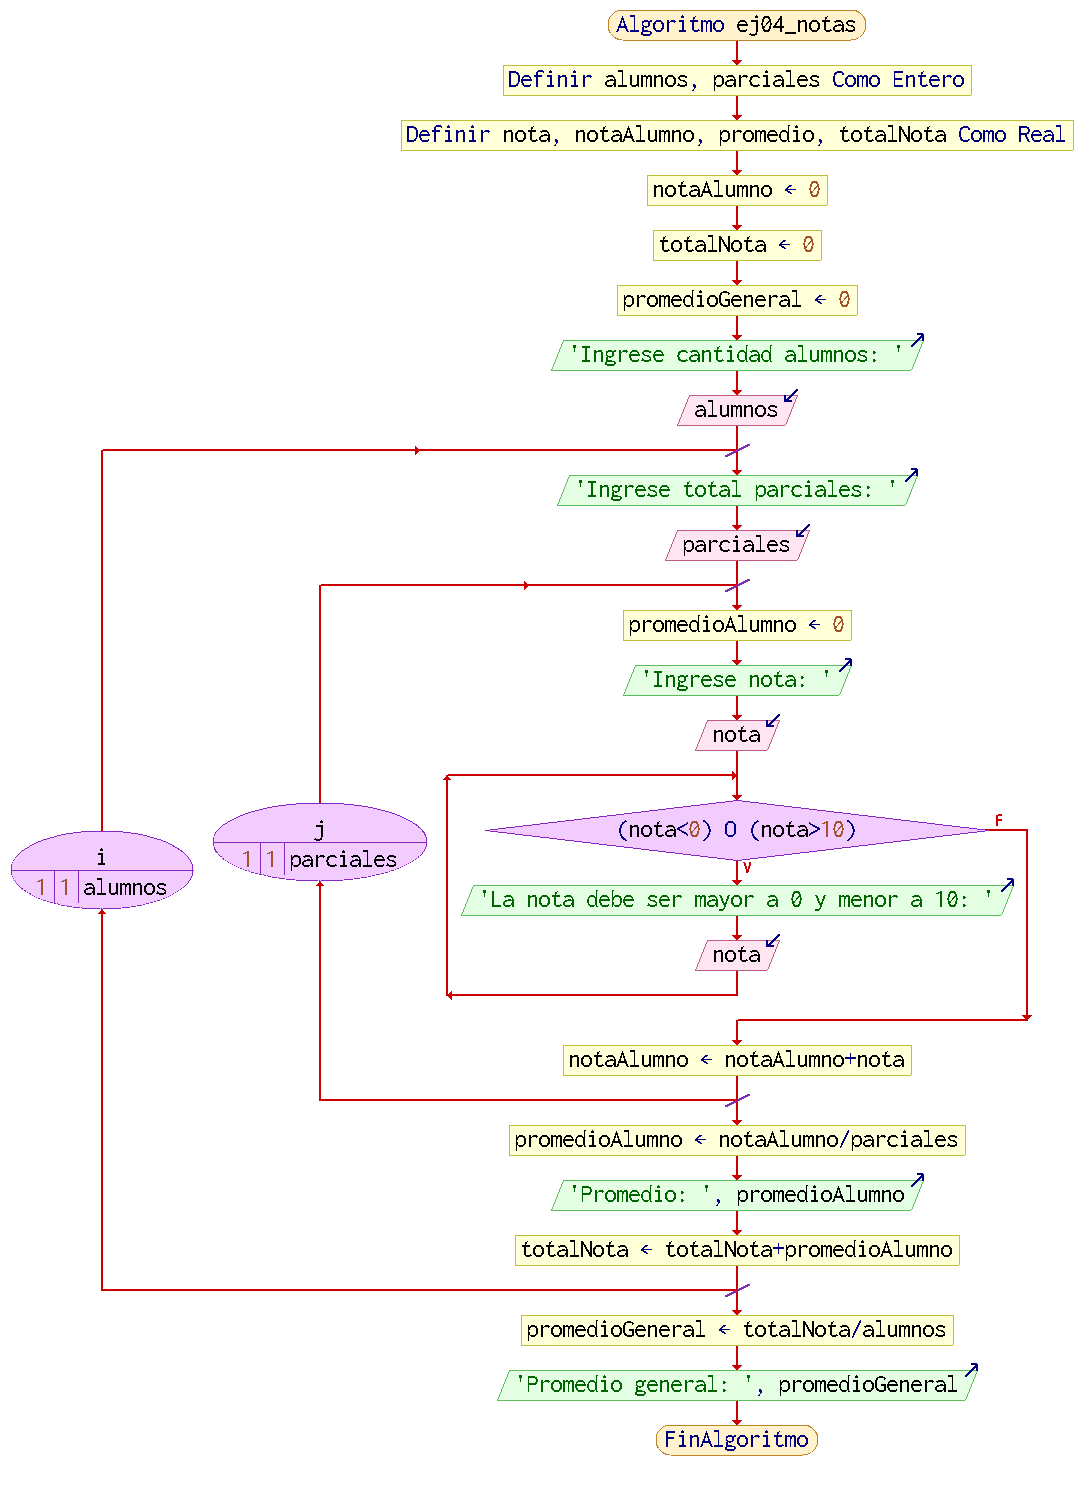 Algoritmo ej04_notas
Definir alumnos, parciales Como Entero
Definir nota, notaAlumno, promedio, totalNota Como Real
notaAlumno ← 0
totalNota ← 0
promedioGeneral ← 0
'Ingrese cantidad alumnos: '
alumnos
'Ingrese total parciales: '
parciales
promedioAlumno ← 0
'Ingrese nota: '
nota
(nota<0) O (nota>10)
F
V
j
1 1 parciales
i
1 1 alumnos
'La nota debe ser mayor a 0 y menor a 10: '
nota
notaAlumno ← notaAlumno+nota
promedioAlumno ← notaAlumno/parciales
'Promedio: ', promedioAlumno
totalNota ← totalNota+promedioAlumno
promedioGeneral ← totalNota/alumnos
'Promedio general: ', promedioGeneral
FinAlgoritmo